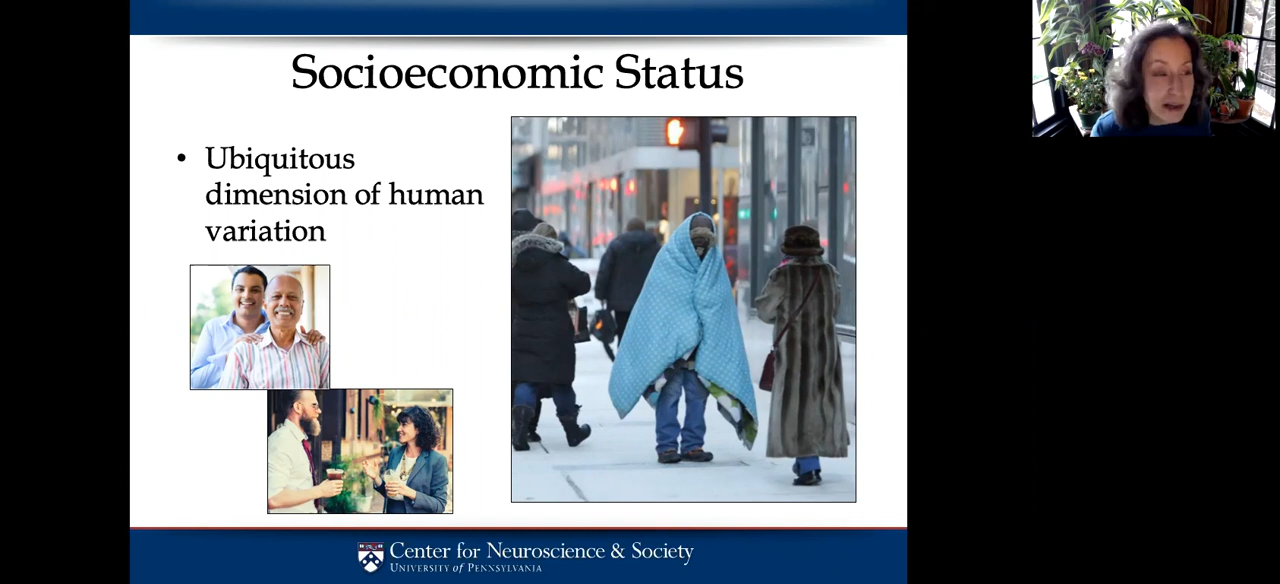 Socioeconomic Status
• Ubiquitous
dimension of human
variation
Center for Neuroscience & Society
UNIVERSITY of PENNSYLVANIA